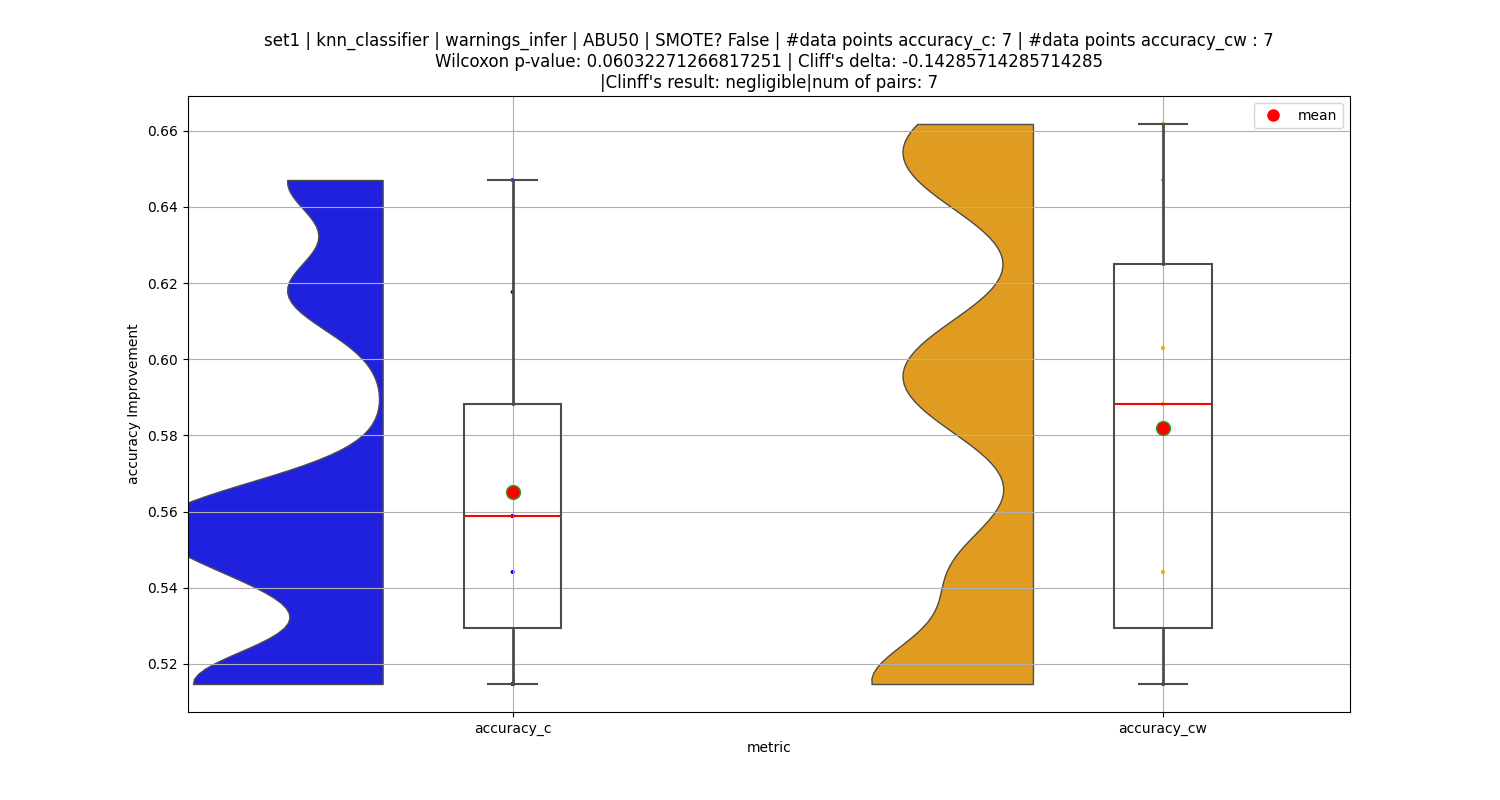 set1 | knn_classifier | warnings_infer | ABU50 | SMOTE? False | #data points accuracy_c: 7 | #data points accuracy_cw : 7
Wilcoxon p-value: 0.06032271266817251 | Cliff's delta: -0.14285714285714285
|Clinff's result: negligible|num of pairs: 7
mean
0.66
0.64
0.62
0.60
0.58
0.56
0.54
0.52
accuracy Improvement
accuracy_c
accuracy_cw
metric